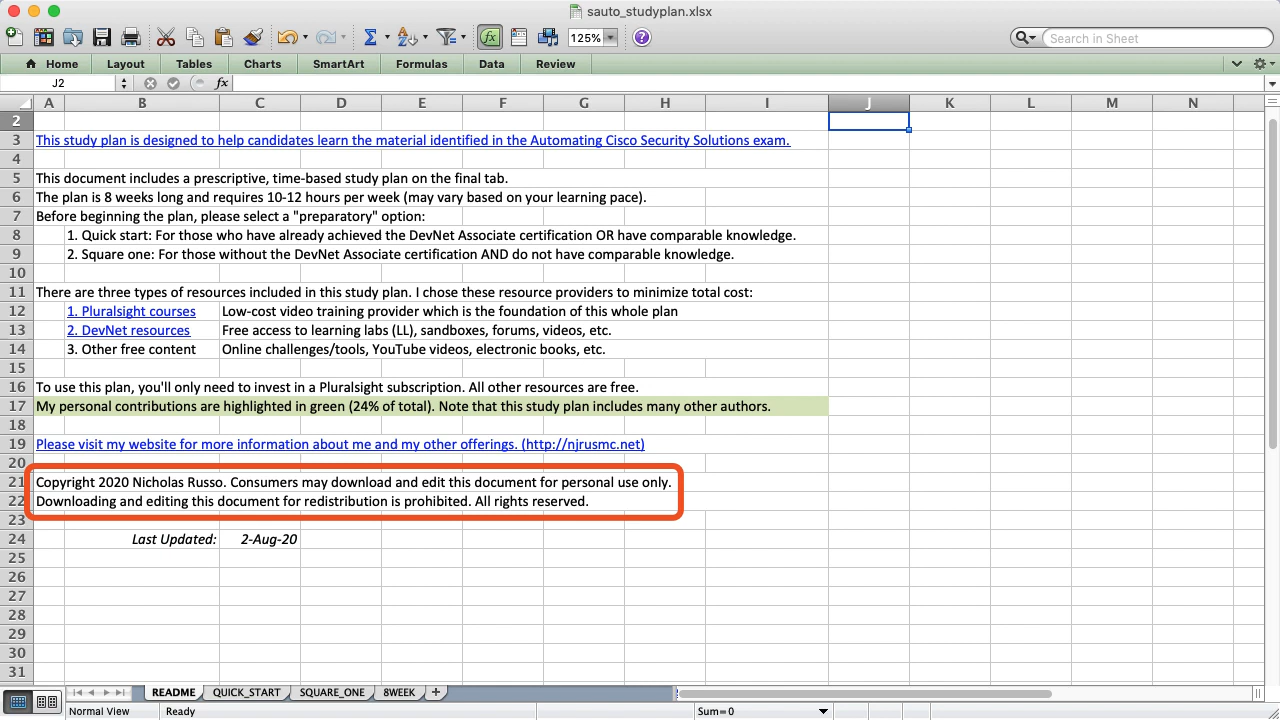 sauto_studyplan.xlsx
125%
Search in Sheet
Home Layout Tables Charts SmartArt Formulas Data Review
J2 fx
A B C D E F G H I J K L M N
2
3 This study plan is designed to help candidates learn the material identified in the Automating Cisco Security Solutions exam.
4
5 This document includes a prescriptive, time-based study plan on the final tab.
6 The plan is 8 weeks long and requires 10-12 hours per week (may vary based on your learning pace).
7 Before beginning the plan, please select a "preparatory" option:
8 1. Quick start: For those who have already achieved the DevNet Associate certification OR have comparable knowledge.
9 2. Square one: For those without the DevNet Associate certification AND do not have comparable knowledge.
10
11 There are three types of resources included in this study plan. I chose these resource providers to minimize total cost:
12 1. Pluralsight courses Low-cost video training provider which is the foundation of this whole plan
13 2. DevNet resources Free access to learning labs (LL), sandboxes, forums, videos, etc.
14 3. Other free content Online challenges/tools, YouTube videos, electronic books, etc.
15
16 To use this plan, you'll only need to invest in a Pluralsight subscription. All other resources are free.
17 My personal contributions are highlighted in green (24% of total). Note that this study plan includes many other authors.
18
19 Please visit my website for more information about me and my other offerings. (http://njrusmc.net)
20
21 Copyright 2020 Nicholas Russo. Consumers may download and edit this document for personal use only.
22 Downloading and editing this document for redistribution is prohibited. All rights reserved.
23
24 Last Updated: 2-Aug-20
25
26
27
28
29
30
31
README QUICK_START SQUARE_ONE 8WEEK +
Normal View Ready Sum=0